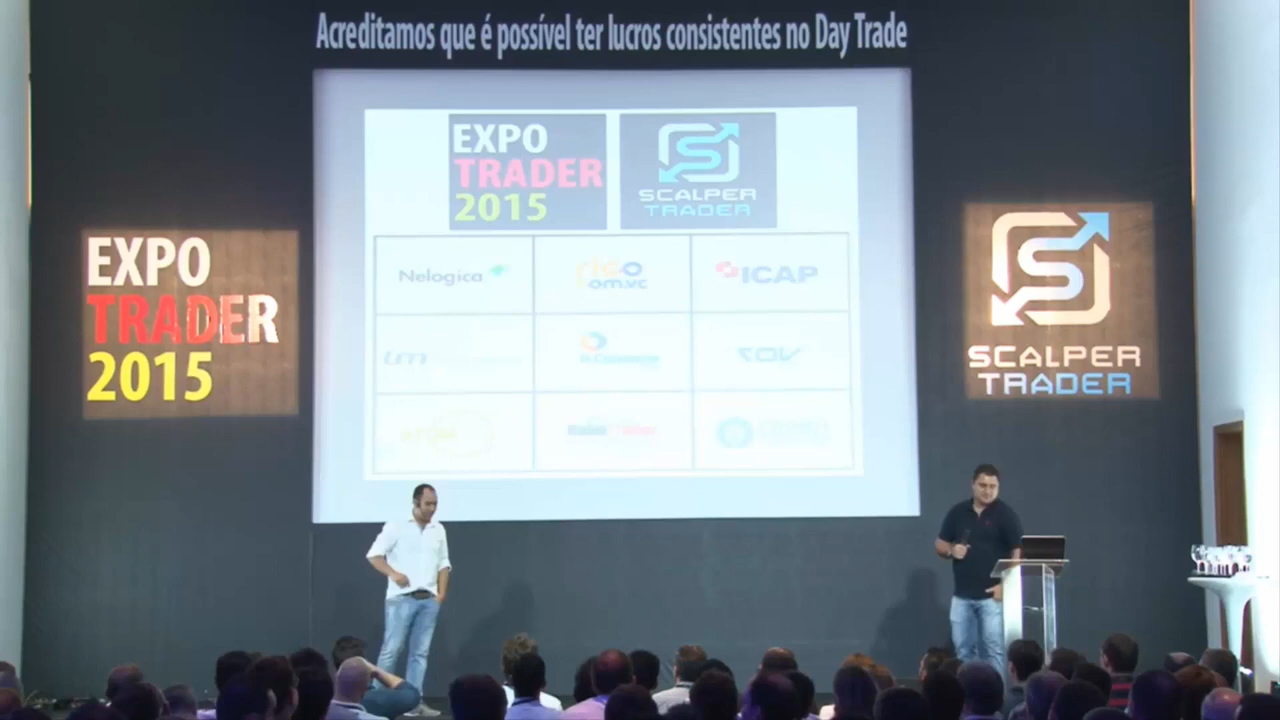 Acreditamos que é possível ter lucros consistentes no Day Trade
EXPO
TRADER
2015
SCALPER
TRADER
Nelogica
ICAP
EXPO
TRADER
2015
SCALPER
TRADER